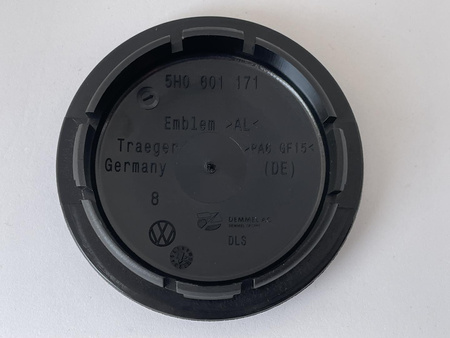 5H0 601 171
Emblem >AL<
Traeger >PA6 GF15<
Germany (DE)
8
DLS